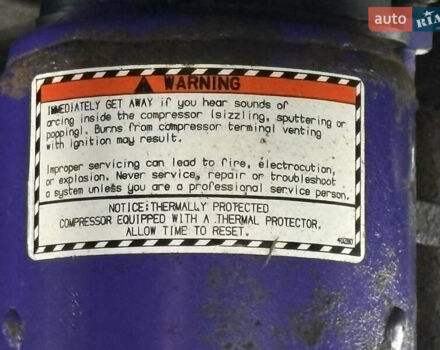 auto RIA
WARNING
IMMEDIATELY GET AWAY if you hear sounds of
arcing inside the compressor (sizzling, sputtering or
popping). Burns from compressor terminal venting
with ignition may result.
Improper servicing can lead to fire, electrocution,
or explosion. Never service, repair or troubleshoot
a system unless you are a professional service person.
NOTICE:THERMALLY PROTECTED
COMPRESSOR EQUIPPED WITH A THERMAL PROTECTOR.
ALLOW TIME TO RESET.